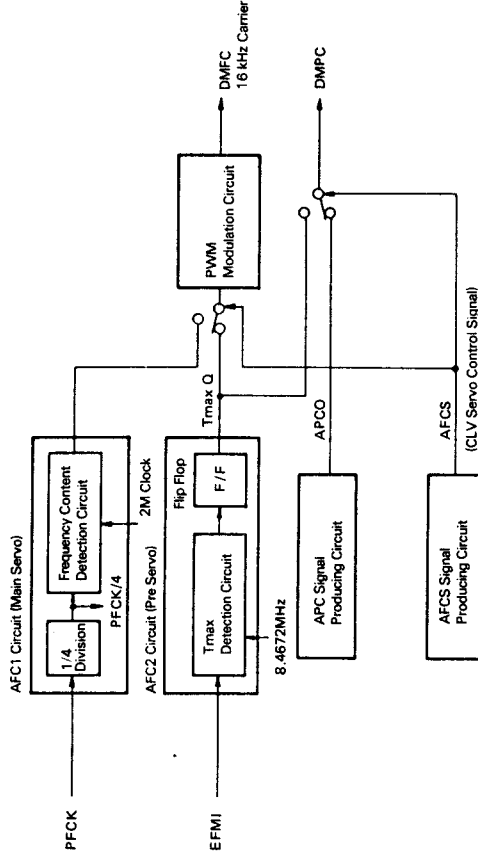 AFC1 Circuit (Main Servo)
PFCK
1/4
Division
Frequency Content
Detection Circuit
PFCK/4
2M Clock
AFC2 Circuit (Pre Servo)
Flip Flop
EFMI
Tmax
Detection Circuit
F/F
8.4672MHz
Tmax Q
PWM
Modulation Circuit
DMFC
16 kHz Carrier
APC Signal
Producing Circuit
APCO
DMPC
AFCS Signal
Producing Circuit
AFCS
(CLV Servo Control Signal)